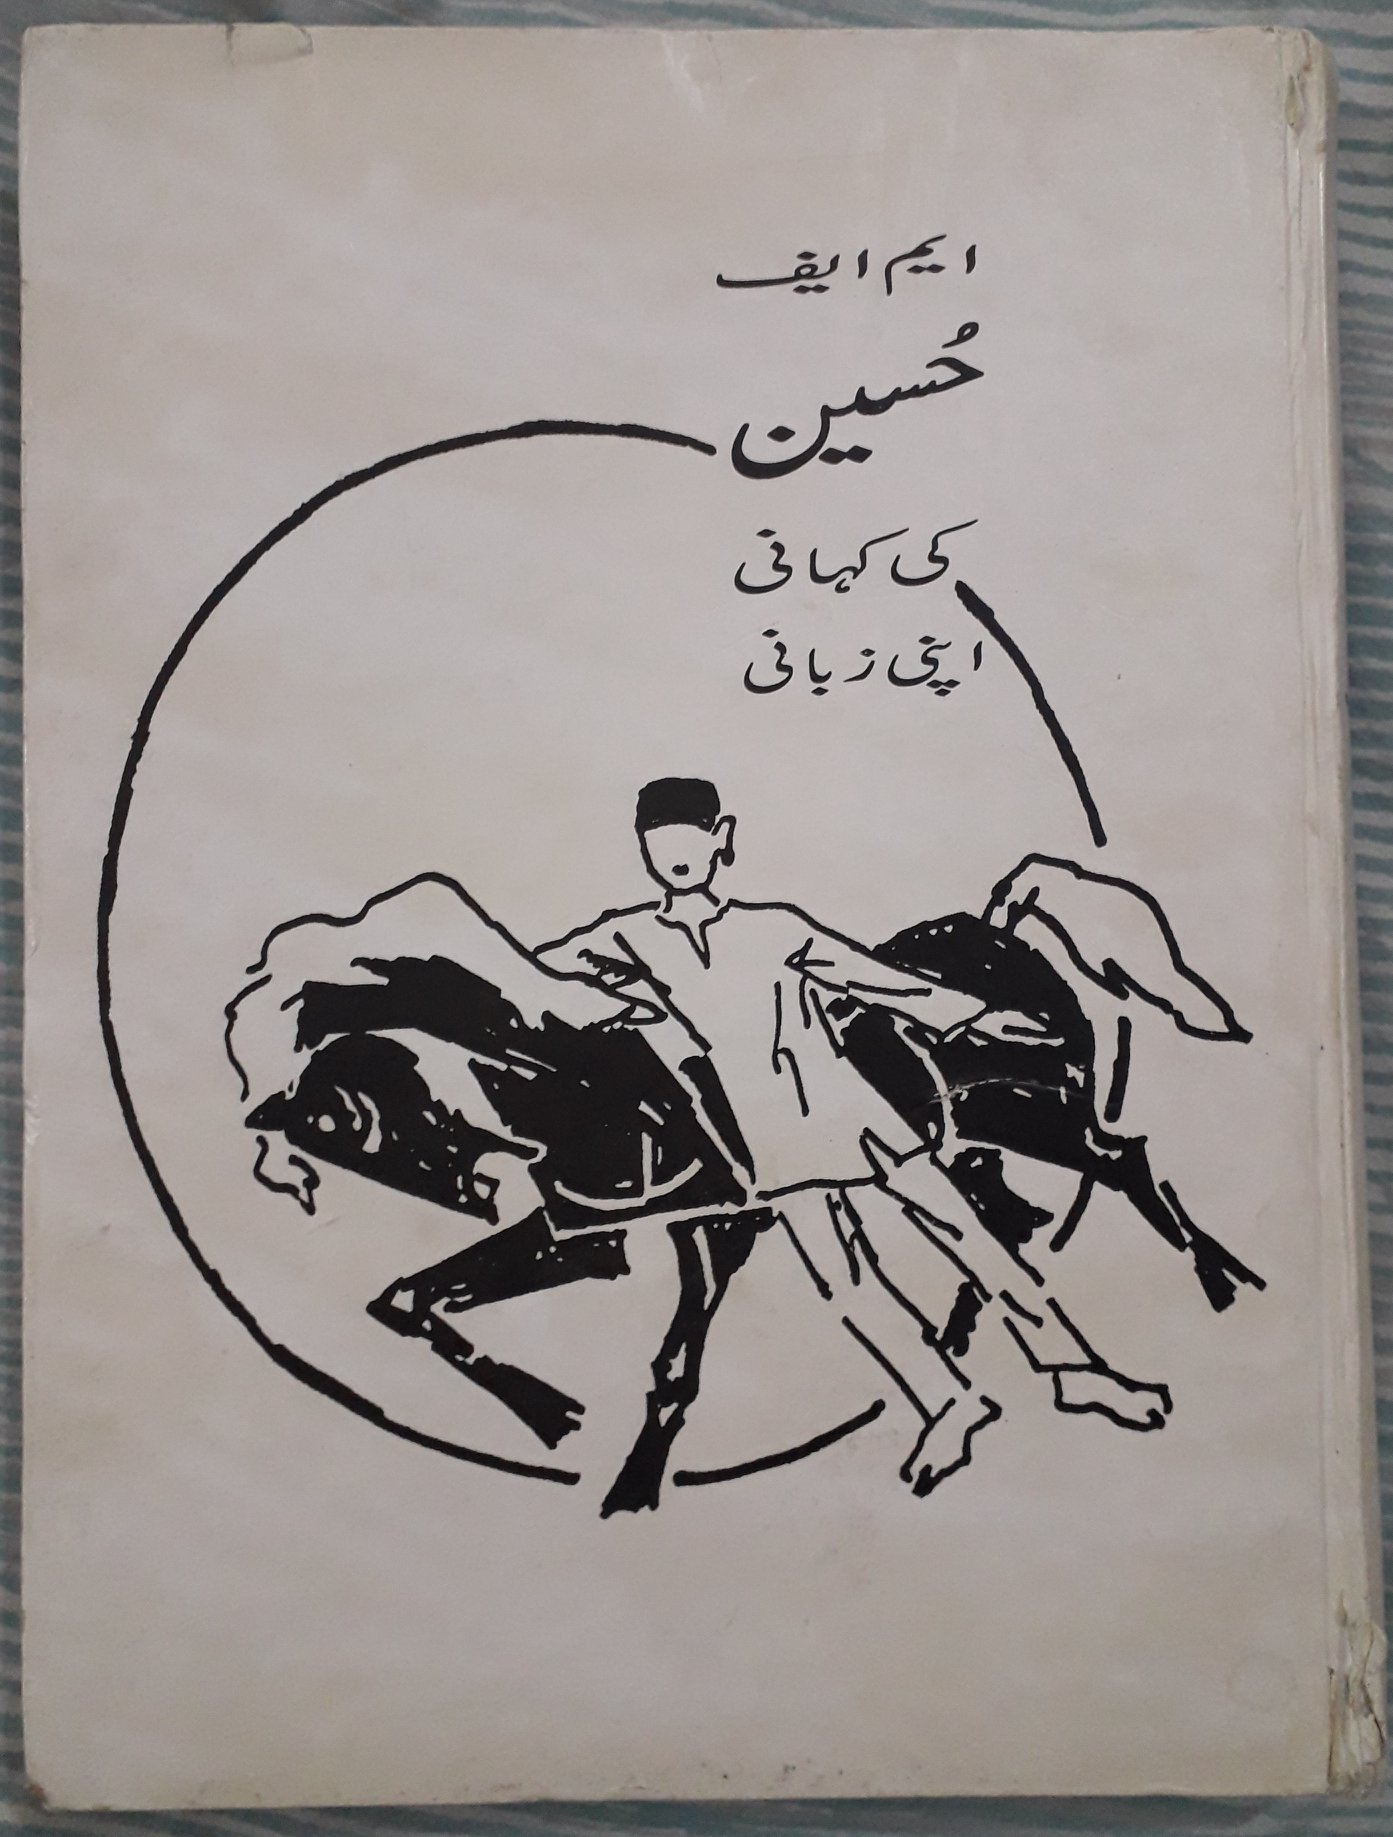 ایم ایف
حُسین
کی کہانی
اپنی زبانی